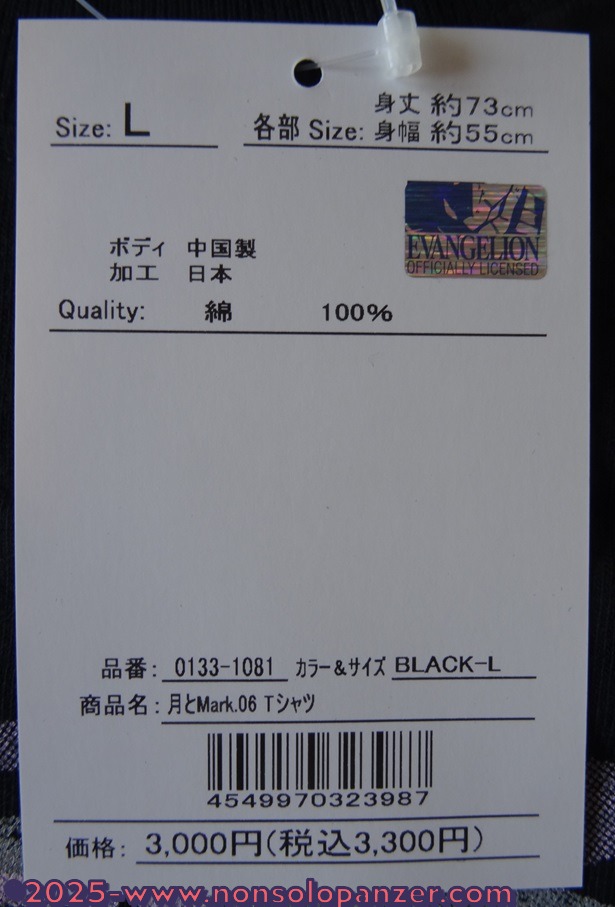 Size: L
各部 Size: 身丈 約73cm
身幅 約55cm
EVANGELION
OFFICIALLY LICENSED
ボディ 中国製
加工 日本
Quality: 綿 100%
品番: 0133-1081 カラー&サイズ BLACK-L
商品名: 月とMark.06 Tシャツ
4549970323987
価格: 3,000円(税込3,300円)
2025-www.nonsolopanzer.com